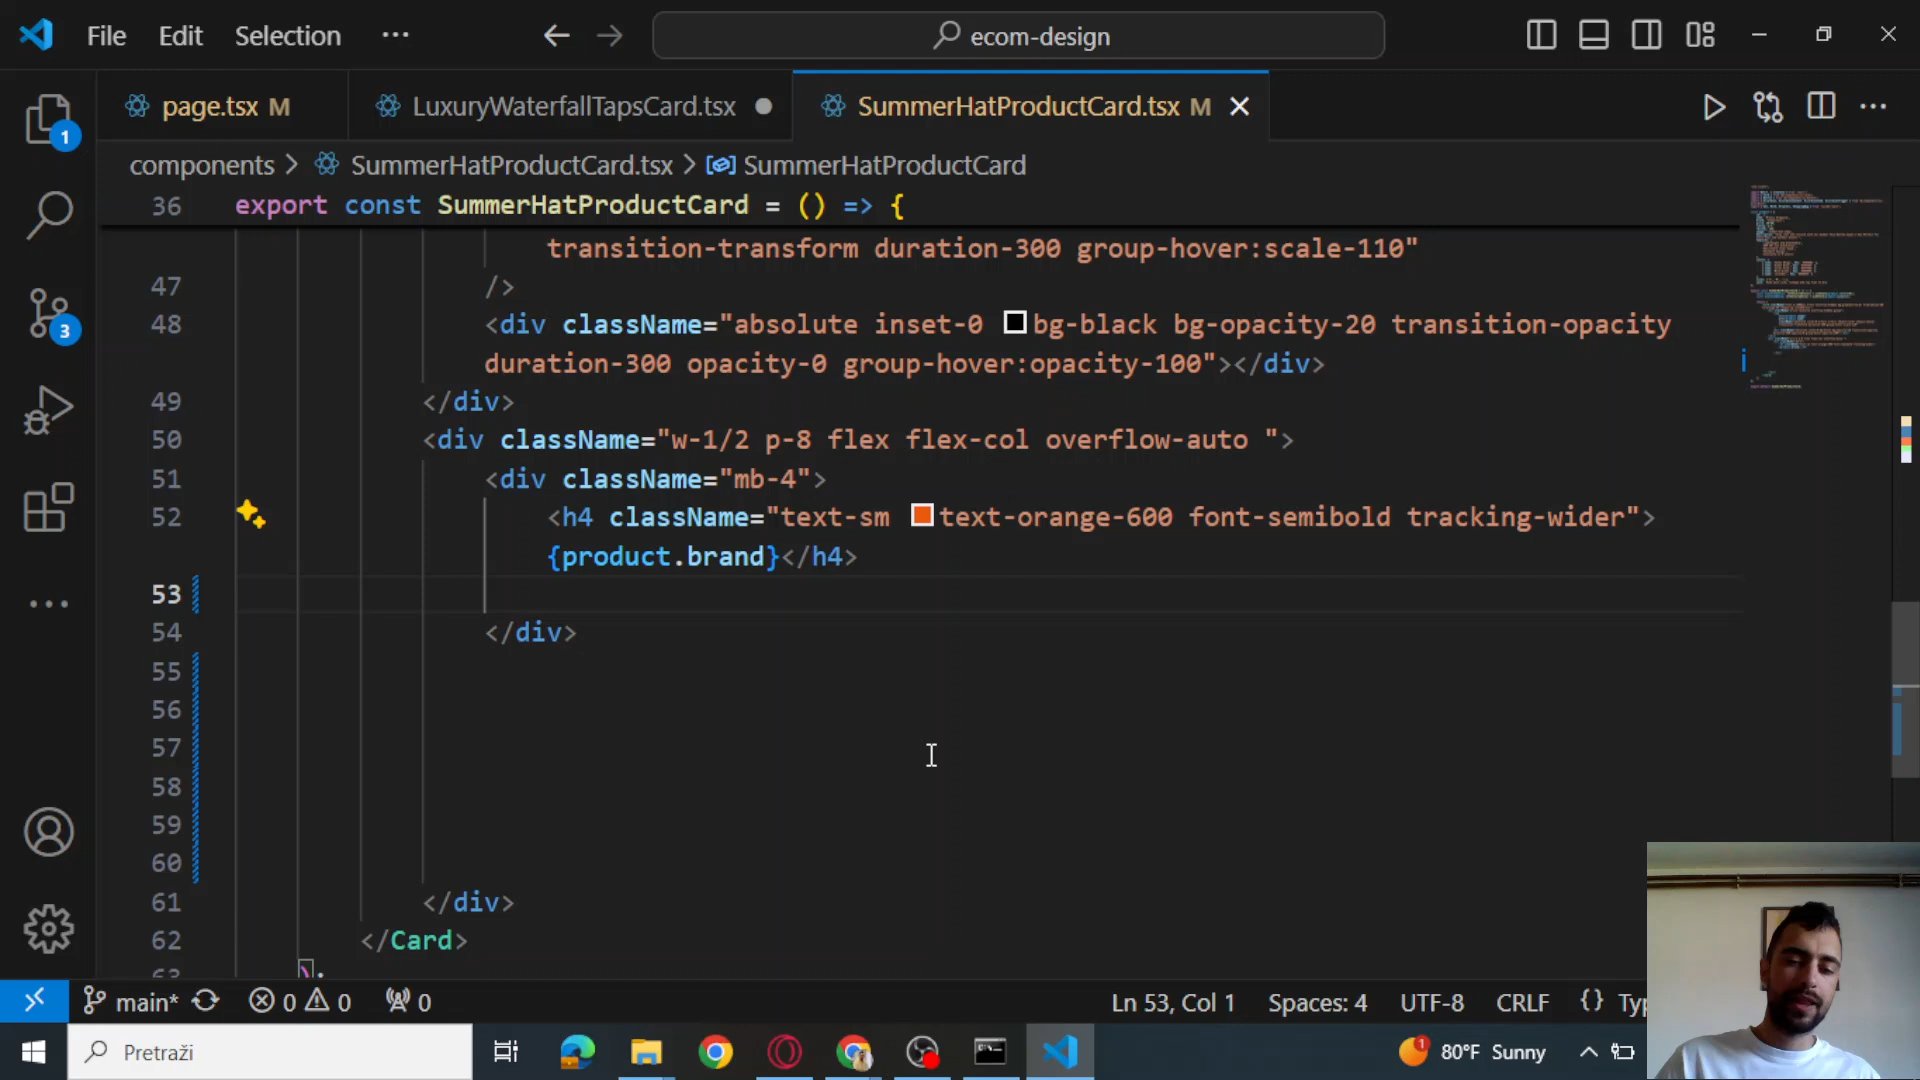 File Edit Selection ···
ecom-design
page.tsx M
LuxuryWaterfallTapsCard.tsx
SummerHatProductCard.tsx M
components > SummerHatProductCard.tsx > SummerHatProductCard
36 export const SummerHatProductCard = () => {
transition-transform duration-300 group-hover:scale-110"
47 />
48 <div className="absolute inset-0 bg-black bg-opacity-20 transition-opacity
duration-300 opacity-0 group-hover:opacity-100"></div>
49 </div>
50 <div className="w-1/2 p-8 flex flex-col overflow-auto ">
51 <div className="mb-4">
52 <h4 className="text-sm text-orange-600 font-semibold tracking-wider">
{product.brand}</h4>
53
54 </div>
55
56
57
58
59
60
61 </div>
62 </Card>
63 );
1
3
main* 0 0 0
Ln 53, Col 1 Spaces: 4 UTF-8 CRLF {}
Pretraži
1 80°F Sunny